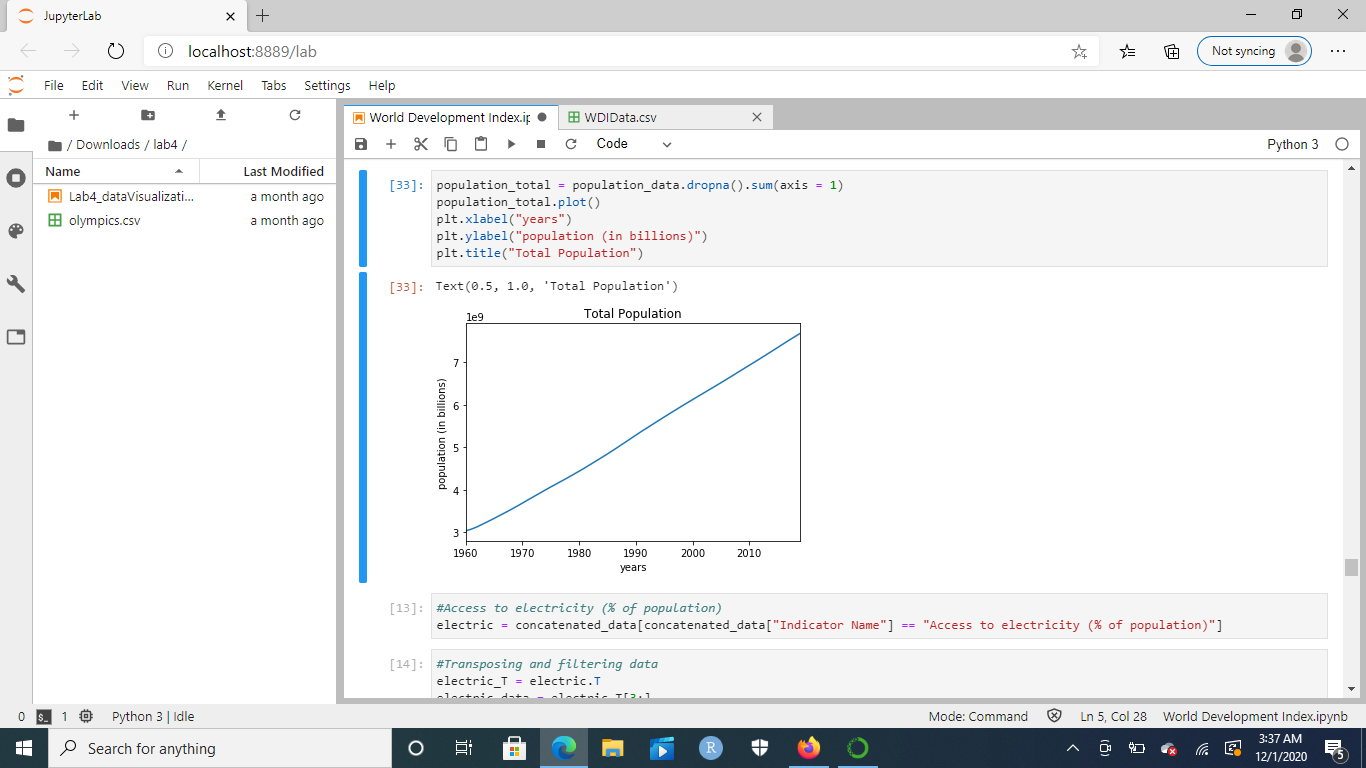 JupyterLab
localhost:8889/lab
Not syncing
File Edit View Run Kernel Tabs Settings Help
/ Downloads / lab4 /
Name Last Modified
Lab4_dataVisualizati... a month ago
olympics.csv a month ago
World Development Index.ip WDIData.csv
Code
Python 3
[33]: population_total = population_data.dropna().sum(axis = 1)
population_total.plot()
plt.xlabel("years")
plt.ylabel("population (in billions)")
plt.title("Total Population")
[33]: Text(0.5, 1.0, 'Total Population')
Total Population
1e9
7
6
5
4
3
population (in billions)
1960 1970 1980 1990 2000 2010
years
[13]: #Access to electricity (% of population)
electric = concatenated_data[concatenated_data["Indicator Name"] == "Access to electricity (% of population)"]
[14]: #Transposing and filtering data
electric_T = electric.T
electric_data = electric_T[3:]
0 $_ 1 Python 3 | Idle Mode: Command Ln 5, Col 28 World Development Index.ipynb
Search for anything
R
3:37 AM
12/1/2020
5